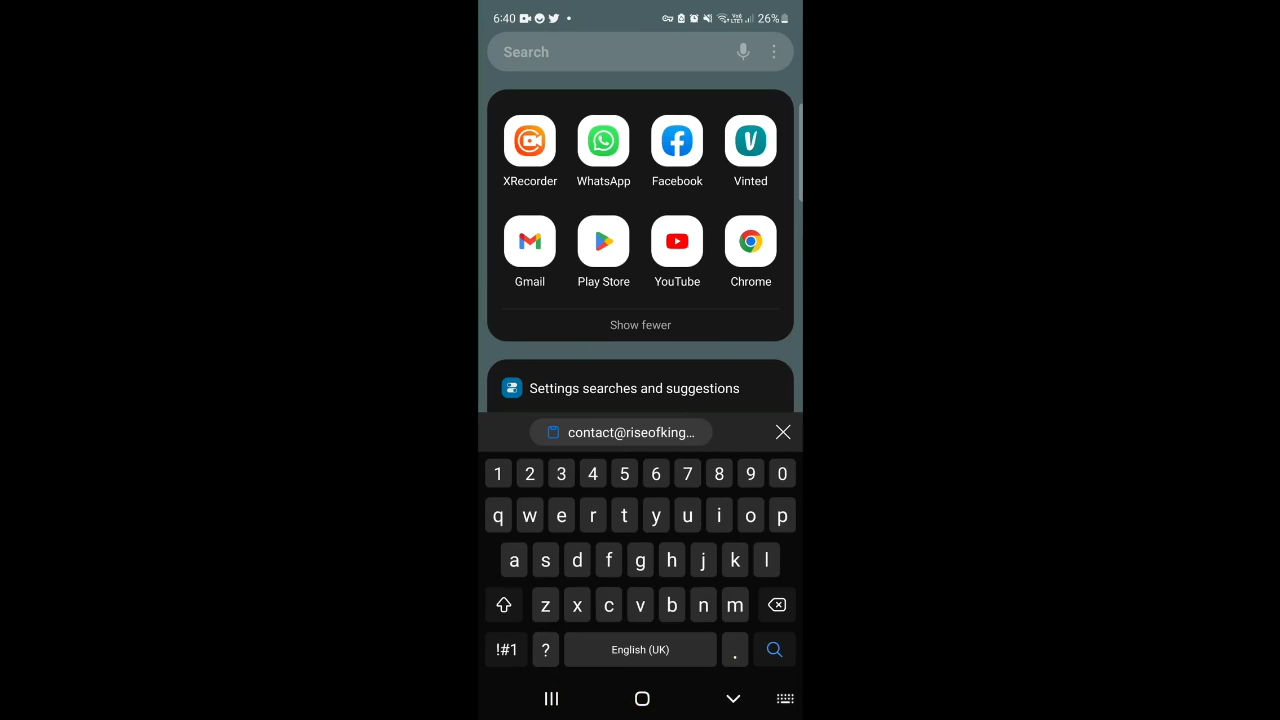 6:40 26%
Search
XRecorder WhatsApp Facebook Vinted
Gmail Play Store YouTube Chrome
Show fewer
Settings searches and suggestions
contact@riseofking...
1 2 3 4 5 6 7 8 9 0
q w e r t y u i o p
a s d f g h j k l
z x c v b n m
!#1 ? English (UK) .